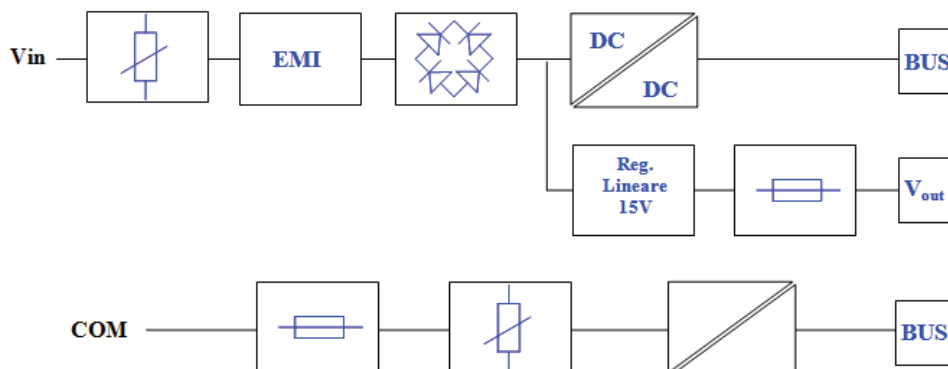 Vin
EMI
DC
DC
BUS
Reg.
Lineare
15V
Vout
COM
BUS